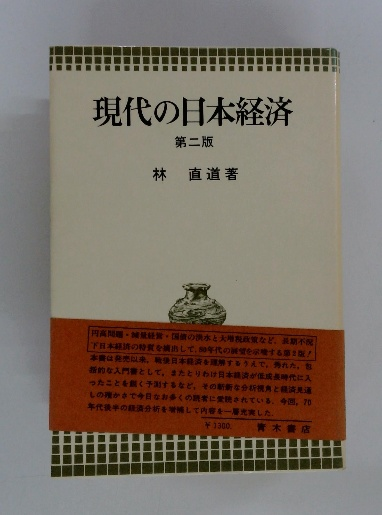 現代の日本経済
第二版
林 直道著
円高問題・減量経営・国債の洪水と大増税政策など、長期不況
下日本経済の特質を摘出して、80年代の展望を示唆する第2版！
本書は発売以来、戦後日本経済を理解するうえで、秀れた、包
括的な入門書として、またとりわけ日本経済が低成長時代に入
ったことを鋭く予測するなど、その斬新な分析視角と経済見通
しの確かさで今日なお多くの読者に愛読されている。今回、70
年代後半の経済分析を増補して内容を一層充実した。
￥1300. 青木書店